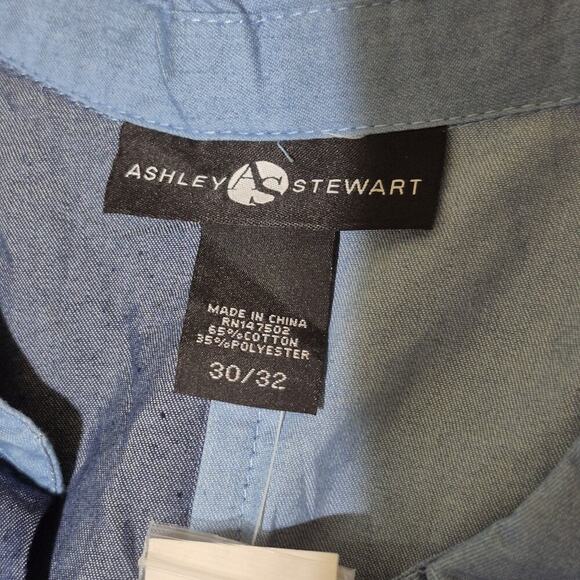 ASHLEY AS STEWART
MADE IN CHINA
RN147502
65%COTTON
35%POLYESTER
30/32